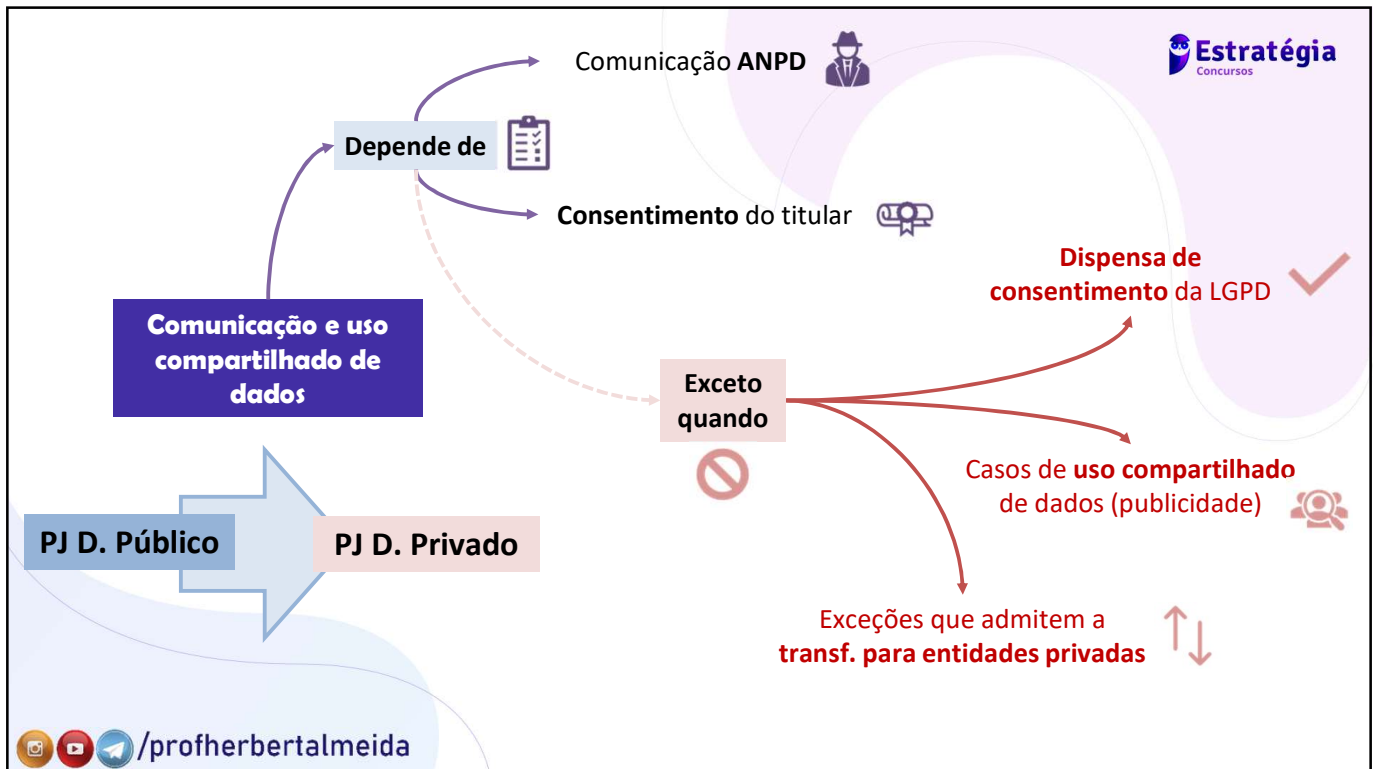 Comunicação ANPD
Estratégia
Concursos
Depende de
Consentimento do titular
Dispensa de
consentimento da LGPD
Comunicação e uso
compartilhado de
dados
Exceto
quando
Casos de uso compartilhado
de dados (publicidade)
PJ D. Público
PJ D. Privado
Exceções que admitem a
transf. para entidades privadas
/profherbertalmeida